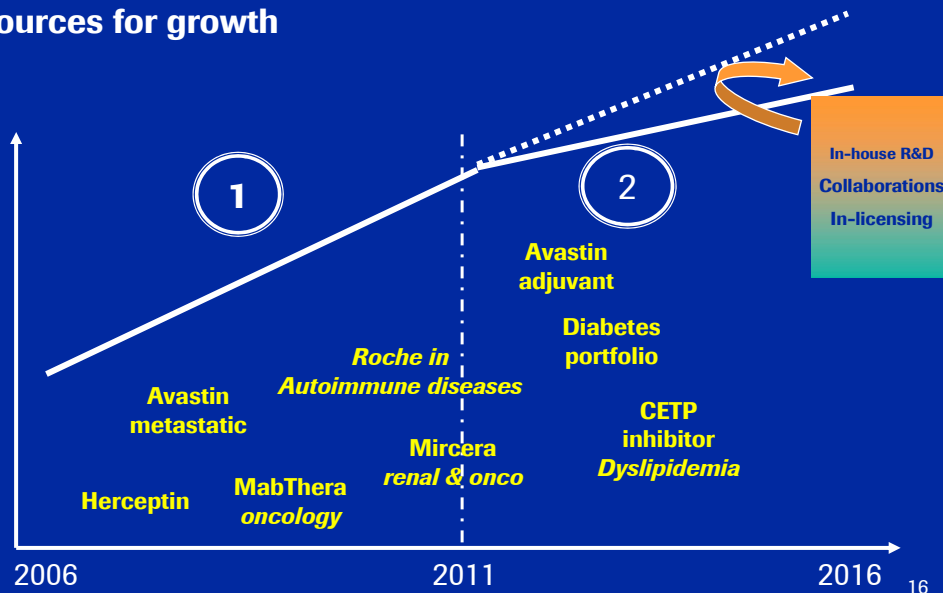 ources for growth
1
2
In-house R&D
Collaborations
In-licensing
Avastin
adjuvant
Diabetes
portfolio
Roche in
Autoimmune diseases
Avastin
metastatic
CETP
inhibitor
Dyslipidemia
Mircera
renal & onco
Herceptin
MabThera
oncology
2006
2011
2016
16